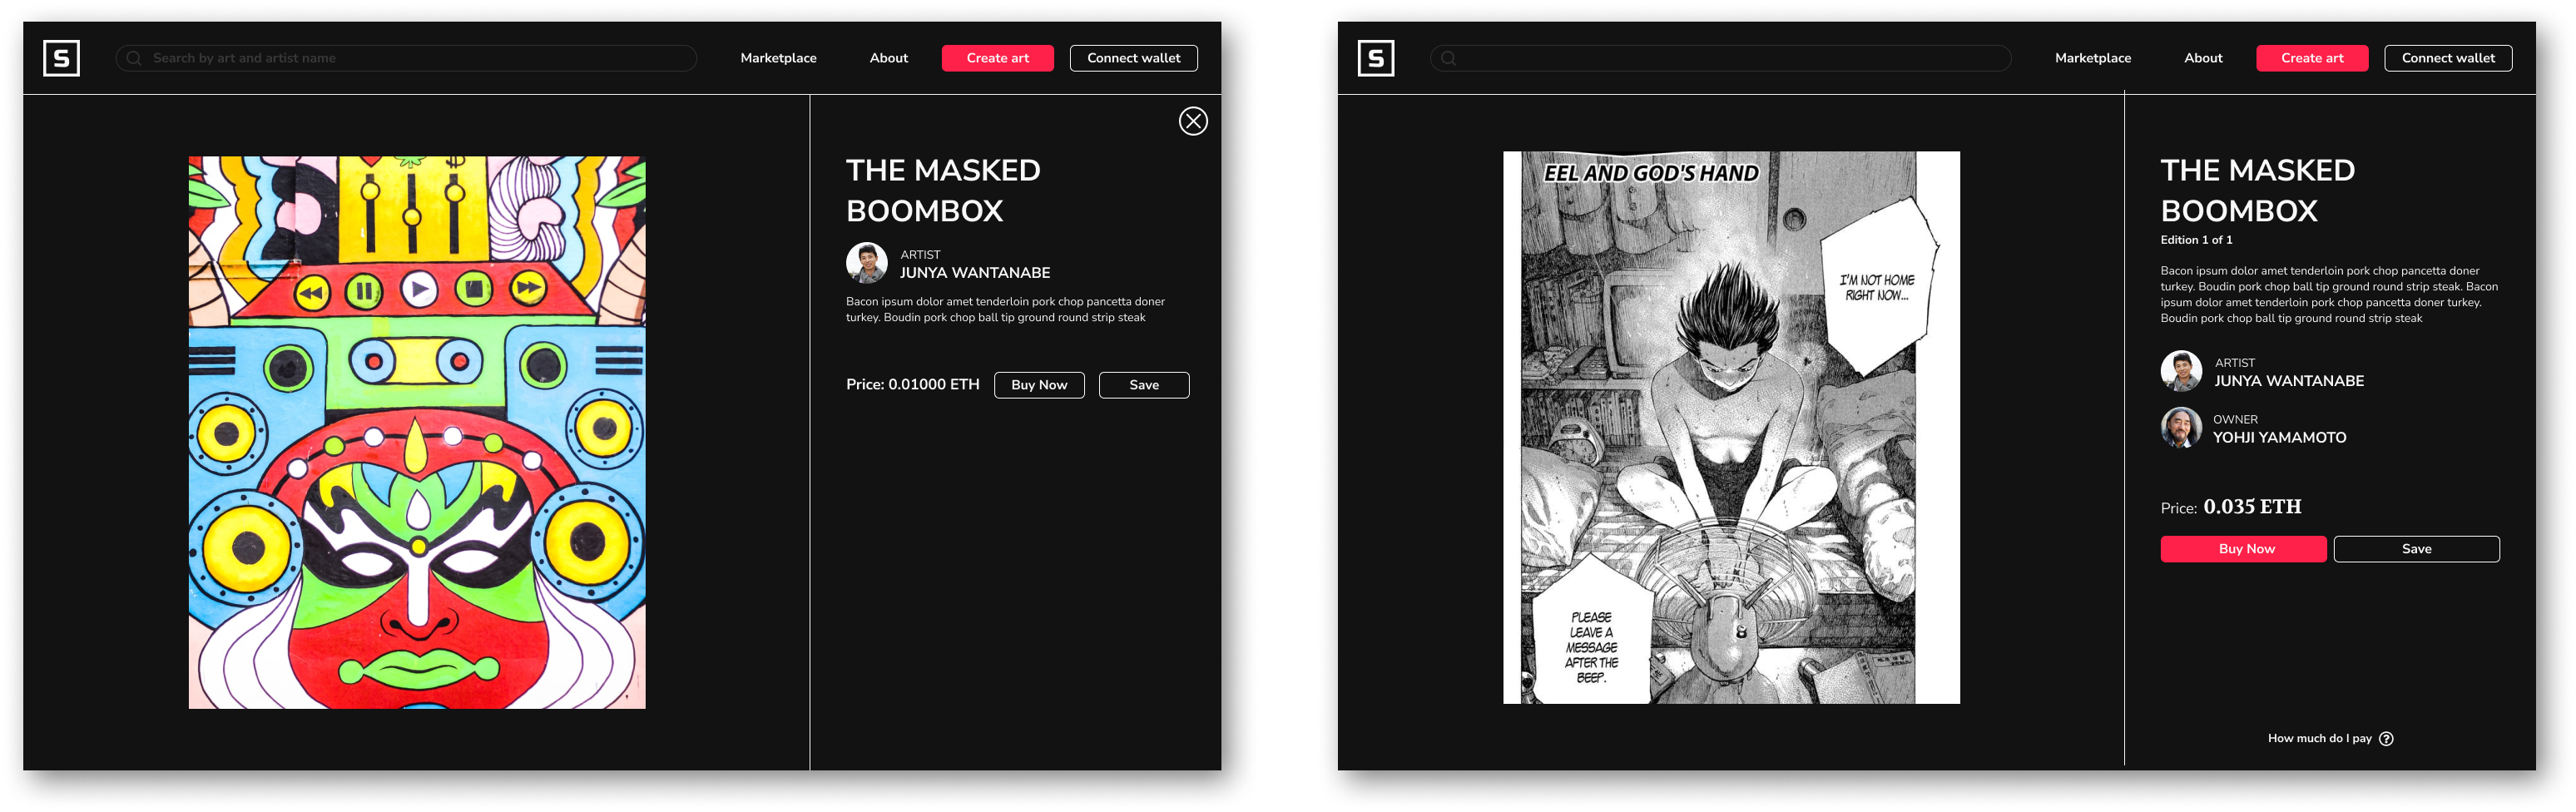 S
Search by art and artist name
Marketplace
About
Create art
Connect wallet
$
THE MASKED
BOOMBOX
ARTIST
JUNYA WANTANABE
Bacon ipsum dolor amet tenderloin pork chop pancetta doner
turkey. Boudin pork chop ball tip ground round strip steak
Price: 0.01000 ETH
Buy Now
Save
S
Marketplace
About
Create art
Connect wallet
EEL AND GOD'S HAND
I'M NOT HOME
RIGHT NOW...
PLEASE
LEAVE A
MESSAGE
AFTER THE
BEEP.
THE MASKED
BOOMBOX
Edition 1 of 1
Bacon ipsum dolor amet tenderloin pork chop pancetta doner
turkey. Boudin pork chop ball tip ground round strip steak. Bacon
ipsum dolor amet tenderloin pork chop pancetta doner turkey.
Boudin pork chop ball tip ground round strip steak
ARTIST
JUNYA WANTANABE
OWNER
YOHJI YAMAMOTO
Price: 0.035 ETH
Buy Now
Save
How much do I pay ?